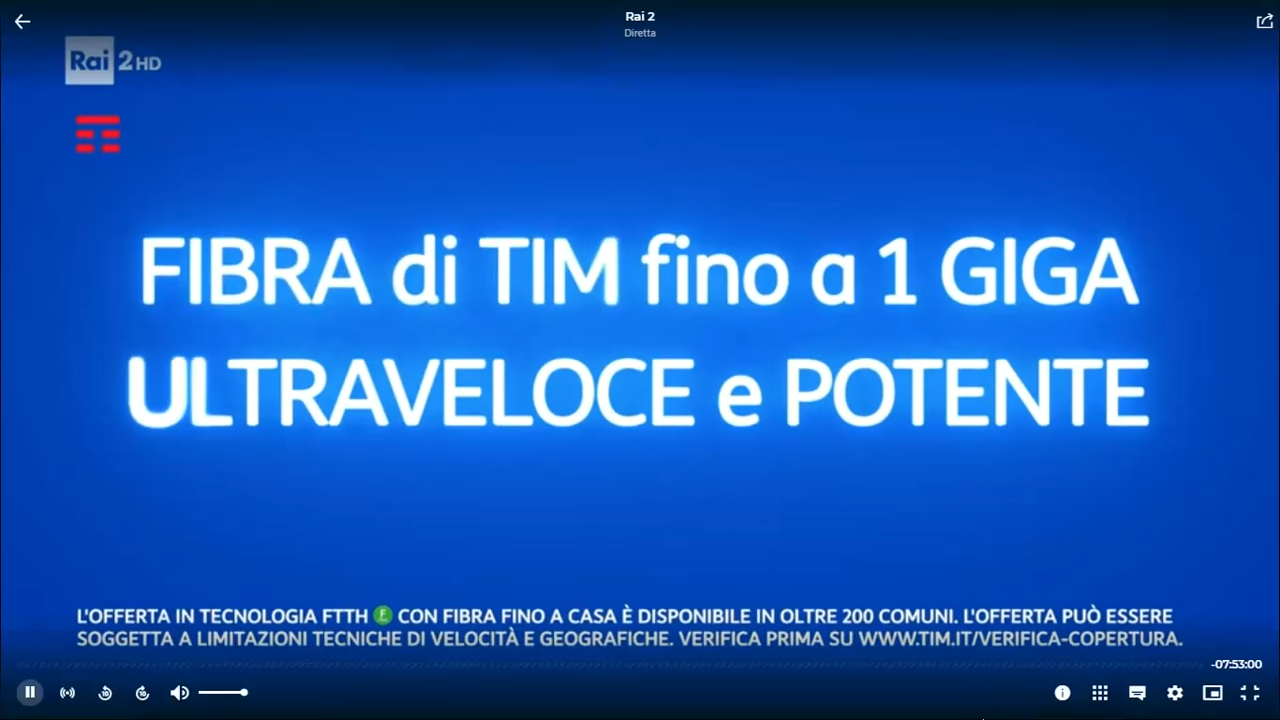 Rai 2
Diretta
Rai 2HD
FIBRA di TIM fino a 1 GIGA
ULTRAVELOCE e POTENTE
L'OFFERTA IN TECNOLOGIA FTTH F CON FIBRA FINO A CASA È DISPONIBILE IN OLTRE 200 COMUNI. L'OFFERTA PUÒ ESSERE
SOGGETTA A LIMITAZIONI TECNICHE DI VELOCITÀ E GEOGRAFICHE. VERIFICA PRIMA SU WWW.TIM.IT/VERIFICA-COPERTURA.
-07:53:00
10 10